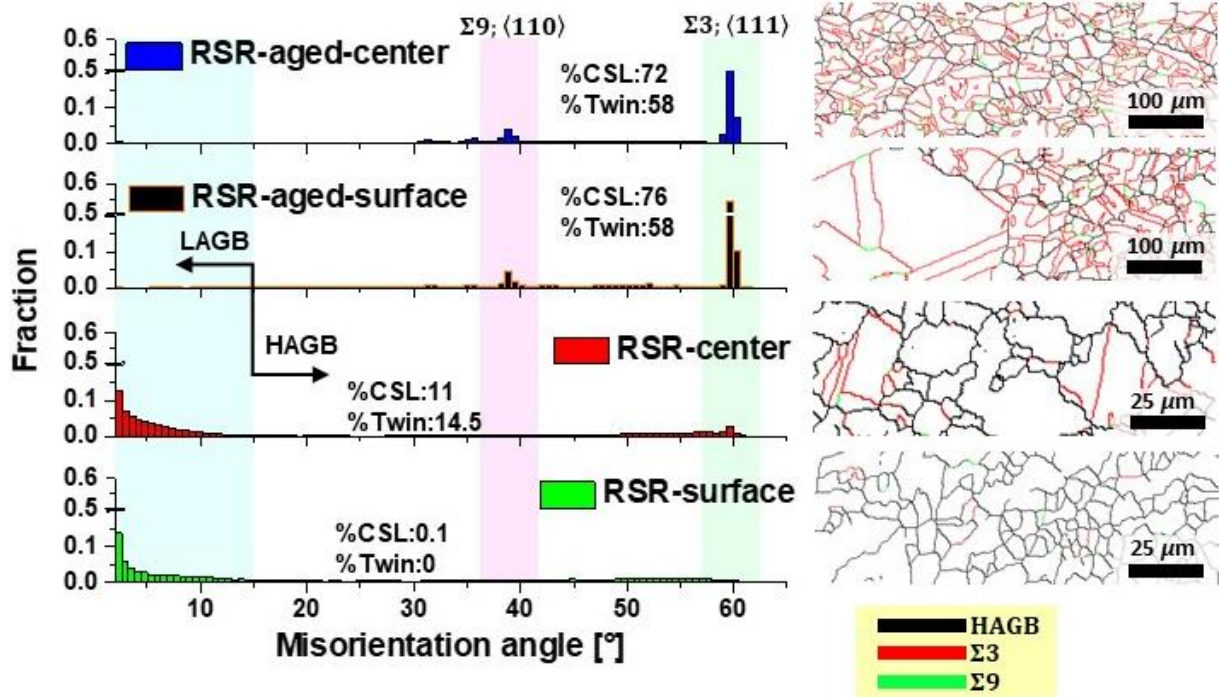 Σ9; ⟨110⟩ Σ3; ⟨111⟩
0.6
0.5
0.1
0.0
RSR-aged-center
%CSL:72
%Twin:58
100 μm
0.6
0.5
0.1
0.0
RSR-aged-surface
%CSL:76
%Twin:58
100 μm
LAGB
HAGB
0.6
0.5
0.1
0.0
RSR-center
%CSL:11
%Twin:14.5
25 μm
0.6
0.5
0.1
0.0
RSR-surface
%CSL:0.1
%Twin:0
25 μm
Fraction
10 20 30 40 50 60
Misorientation angle [°]
HAGB
Σ3
Σ9